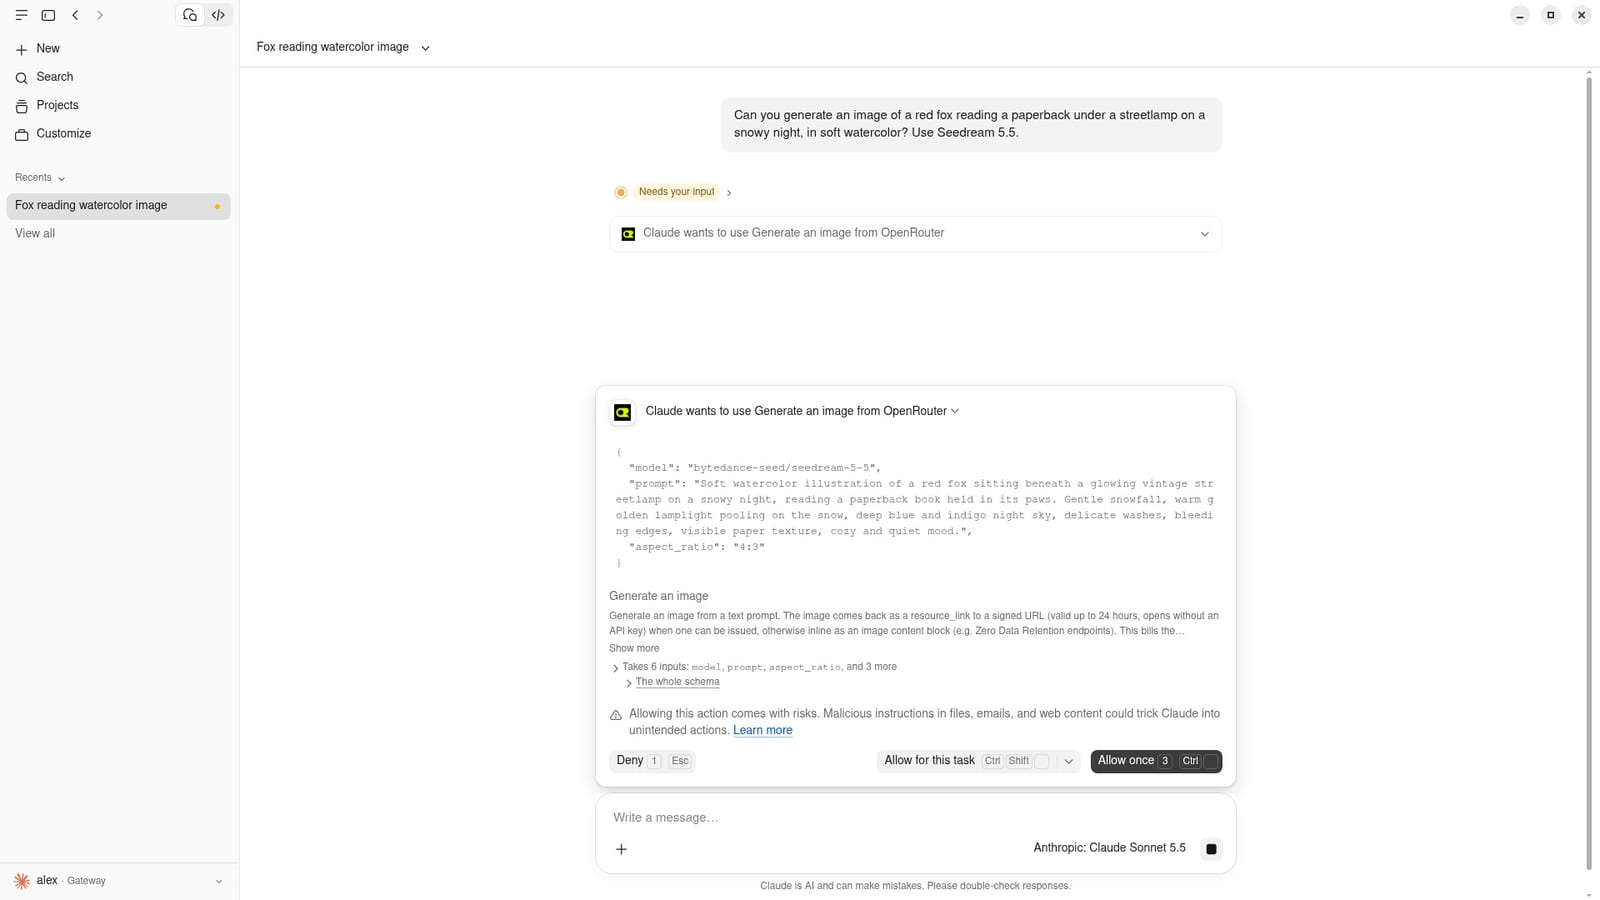 New
Search
Projects
Customize
Recents
Fox reading watercolor image
View all
alex · Gateway
Fox reading watercolor image
Can you generate an image of a red fox reading a paperback under a streetlamp on a
snowy night, in soft watercolor? Use Seedream 5.5.
Needs your input
Claude wants to use Generate an image from OpenRouter
Claude wants to use Generate an image from OpenRouter
{
"model": "bytedance-seed/seedream-5-5",
"prompt": "Soft watercolor illustration of a red fox sitting beneath a glowing vintage str
eetlamp on a snowy night, reading a paperback book held in its paws. Gentle snowfall, warm g
olden lamplight pooling on the snow, deep blue and indigo night sky, delicate washes, bleedi
ng edges, visible paper texture, cozy and quiet mood.",
"aspect_ratio": "4:3"
}
Generate an image
Generate an image from a text prompt. The image comes back as a resource_link to a signed URL (valid up to 24 hours, opens without an
API key) when one can be issued, otherwise inline as an image content block (e.g. Zero Data Retention endpoints). This bills the…
Show more
Takes 6 inputs: model, prompt, aspect_ratio, and 3 more
The whole schema
Allowing this action comes with risks. Malicious instructions in files, emails, and web content could trick Claude into
unintended actions. Learn more
Deny 1 Esc Allow for this task Ctrl Shift Allow once 3 Ctrl
Write a message…
Anthropic: Claude Sonnet 5.5
Claude is AI and can make mistakes. Please double-check responses.